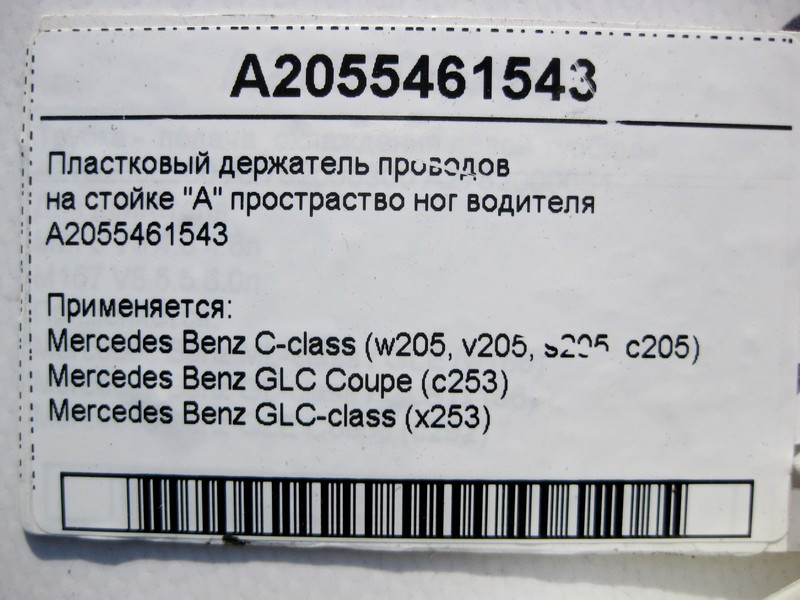 A2055461543
Пластковый держатель проводов
на стойке "А" простраство ног водителя
A2055461543
Применяется:
Mercedes Benz C-class (w205, v205, s205, c205)
Mercedes Benz GLC Coupe (c253)
Mercedes Benz GLC-class (x253)